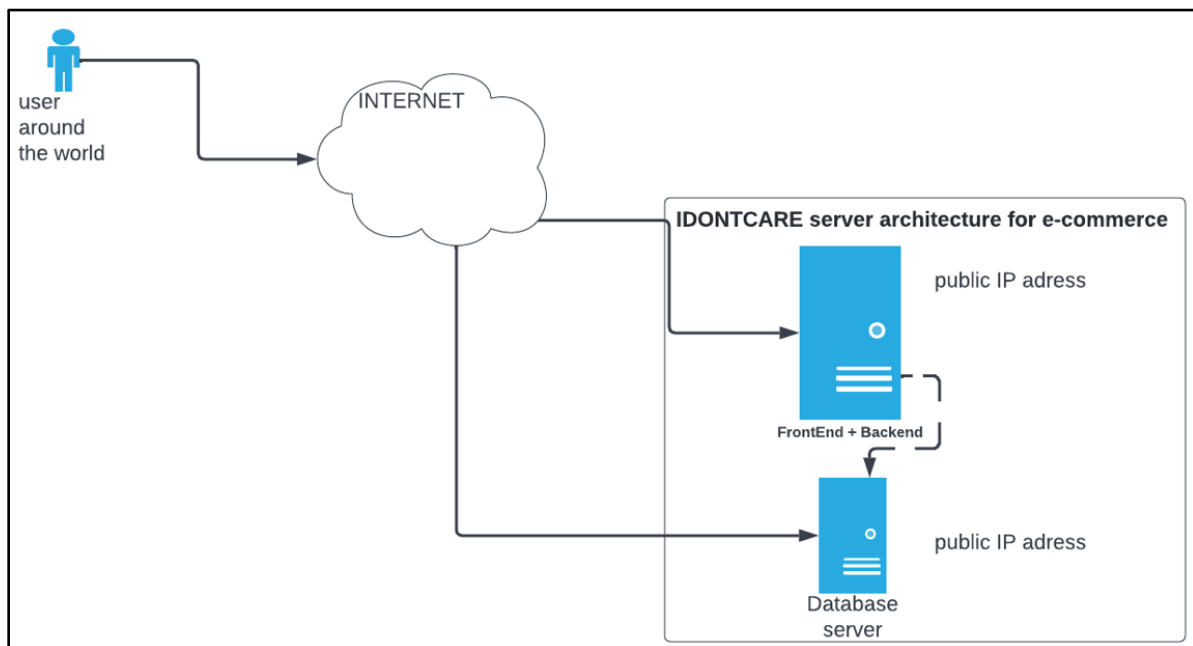 user
around
the world
INTERNET
IDONTCARE server architecture for e-commerce
public IP adress
FrontEnd + Backend
public IP adress
Database
server